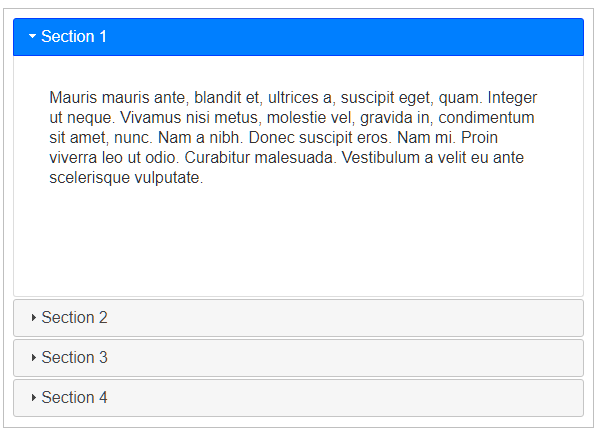 Section 1
Mauris mauris ante, blandit et, ultrices a, suscipit eget, quam. Integer
ut neque. Vivamus nisi metus, molestie vel, gravida in, condimentum
sit amet, nunc. Nam a nibh. Donec suscipit eros. Nam mi. Proin
viverra leo ut odio. Curabitur malesuada. Vestibulum a velit eu ante
scelerisque vulputate.
Section 2
Section 3
Section 4